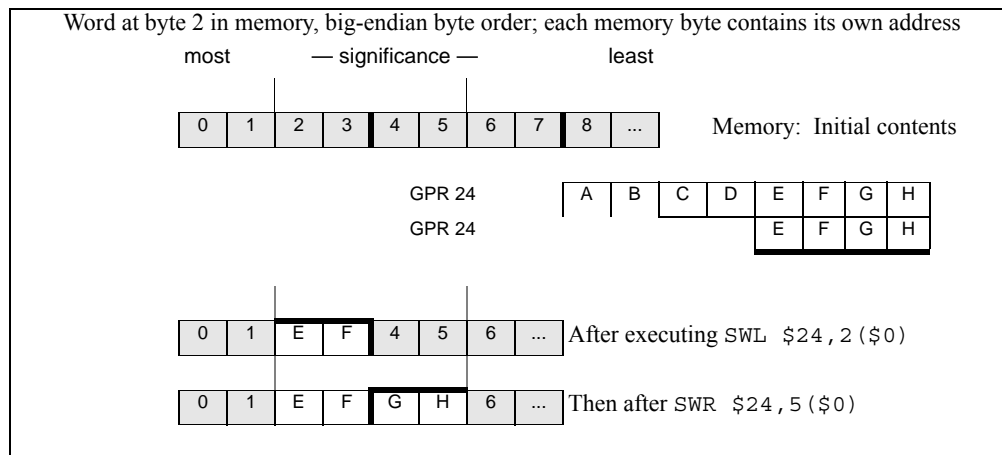 Word at byte 2 in memory, big-endian byte order; each memory byte contains its own address
most — significance — least
0 1 2 3 4 5 6 7 8 ... Memory: Initial contents
GPR 24 A B C D E F G H
GPR 24 E F G H
0 1 E F 4 5 6 ... After executing SWL $24,2($0)
0 1 E F G H 6 ... Then after SWR $24,5($0)